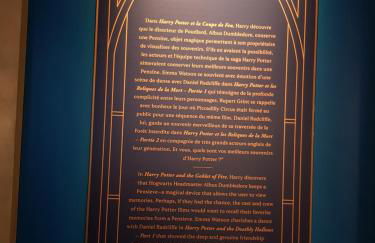 Dans Harry Potter et la Coupe de Feu, Harry découvre
que le directeur de Poudlard, Albus Dumbledore, conserve
une Pensine, objet magique permettant à son propriétaire
de visualiser des souvenirs. S'ils en avaient la possibilité,
les acteurs et l'équipe technique de la saga Harry Potter
aimeraient conserver leurs meilleurs souvenirs dans une
Pensine. Emma Watson se souvient avec émotion d'une
scène de danse avec Daniel Radcliffe dans Harry Potter et les
Reliques de la Mort – Partie 1 qui témoigne de la profonde
complicité entre leurs personnages. Rupert Grint se rappelle
avec bonheur le jour où Piccadilly Circus était fermé au
public pour une séquence du même film. Daniel Radcliffe,
lui, garde un souvenir merveilleux de sa traversée de la
Forêt Interdite dans Harry Potter et les Reliques de la Mort
– Partie 2 en compagnie de trois grands acteurs anglais de
leur génération. Et vous, quels sont vos meilleurs souvenirs
d'Harry Potter ?
In Harry Potter and the Goblet of Fire, Harry discovers
that Hogwarts Headmaster Albus Dumbledore keeps a
Pensieve—a magical device that allows the user to view
memories. Perhaps, if they had the chance, the cast and crew
of the Harry Potter films would want to recall their favorite
memories from a Pensieve. Emma Watson cherishes a dance
with Daniel Radcliffe in Harry Potter and the Deathly Hallows
– Part 1 that showed the deep and genuine friendship